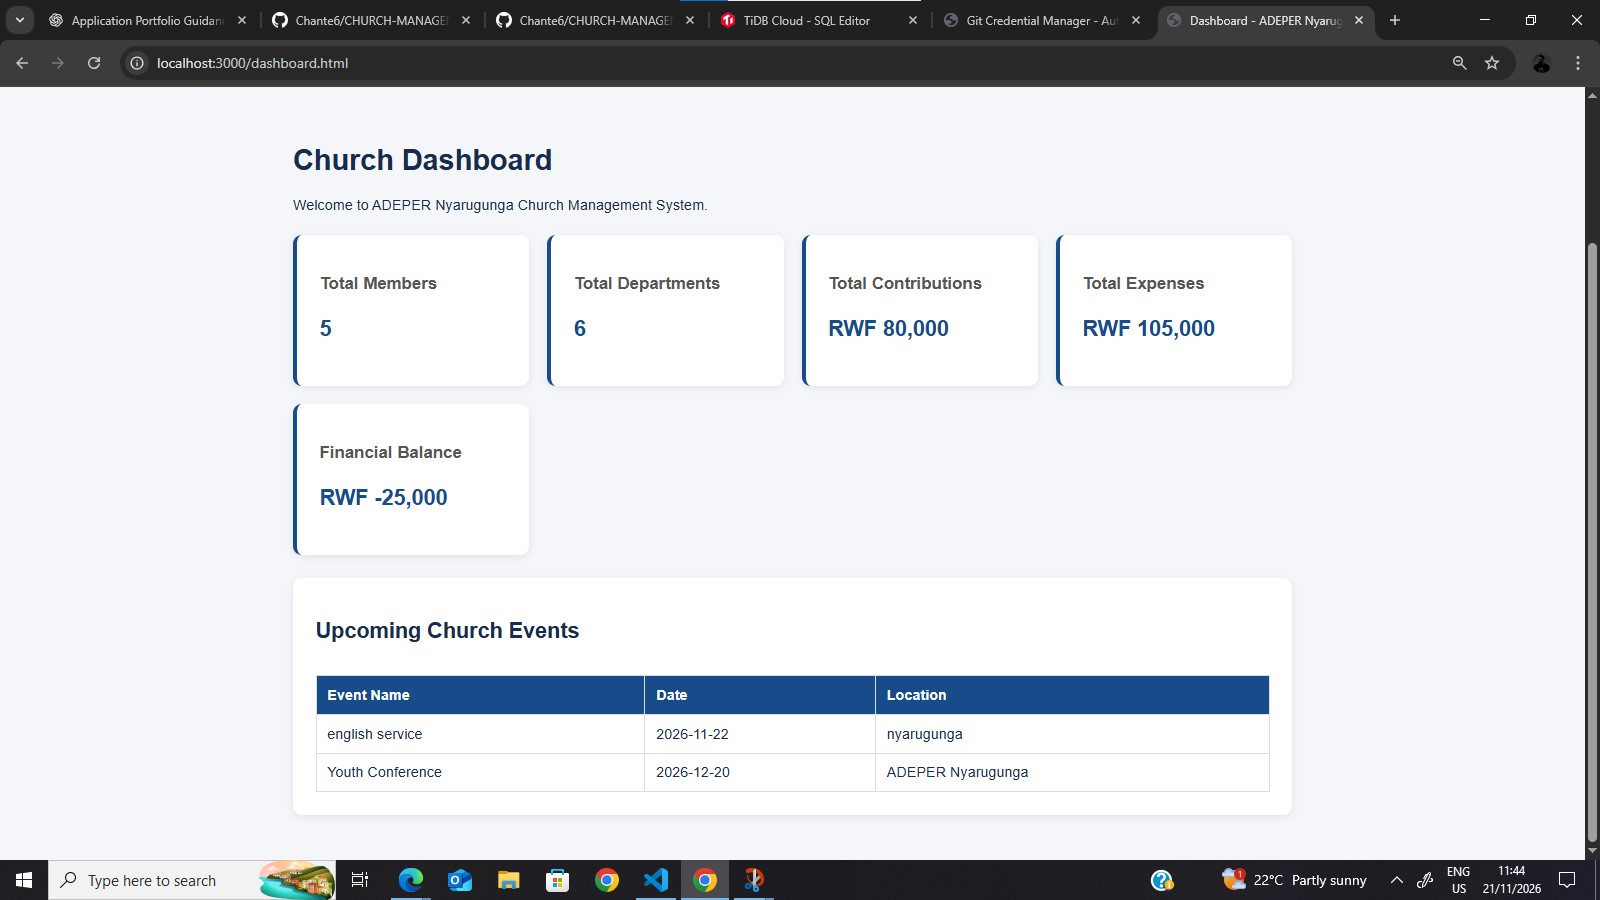 Application Portfolio Guidan
Chante6/CHURCH-MANAGE
Chante6/CHURCH-MANAGE
TiDB Cloud - SQL Editor
Git Credential Manager - Aut
Dashboard - ADEPER Nyarug
localhost:3000/dashboard.html
Church Dashboard
Welcome to ADEPER Nyarugunga Church Management System.
Total Members
5
Total Departments
6
Total Contributions
RWF 80,000
Total Expenses
RWF 105,000
Financial Balance
RWF -25,000
Upcoming Church Events
Event Name Date Location
english service 2026-11-22 nyarugunga
Youth Conference 2026-12-20 ADEPER Nyarugunga
Type here to search
1
22°C Partly sunny
ENG
US
11:44
21/11/2026